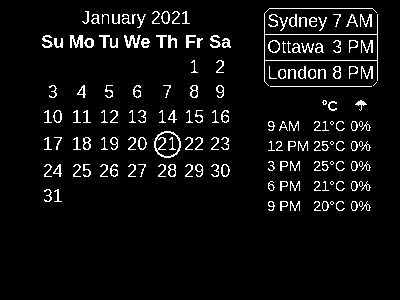 January 2021
Su Mo Tu We Th Fr Sa
1 2
3 4 5 6 7 8 9
10 11 12 13 14 15 16
17 18 19 20 21 22 23
24 25 26 27 28 29 30
31
Sydney 7 AM
Ottawa 3 PM
London 8 PM
°C ☂
9 AM 21°C 0%
12 PM 25°C 0%
3 PM 25°C 0%
6 PM 21°C 0%
9 PM 20°C 0%